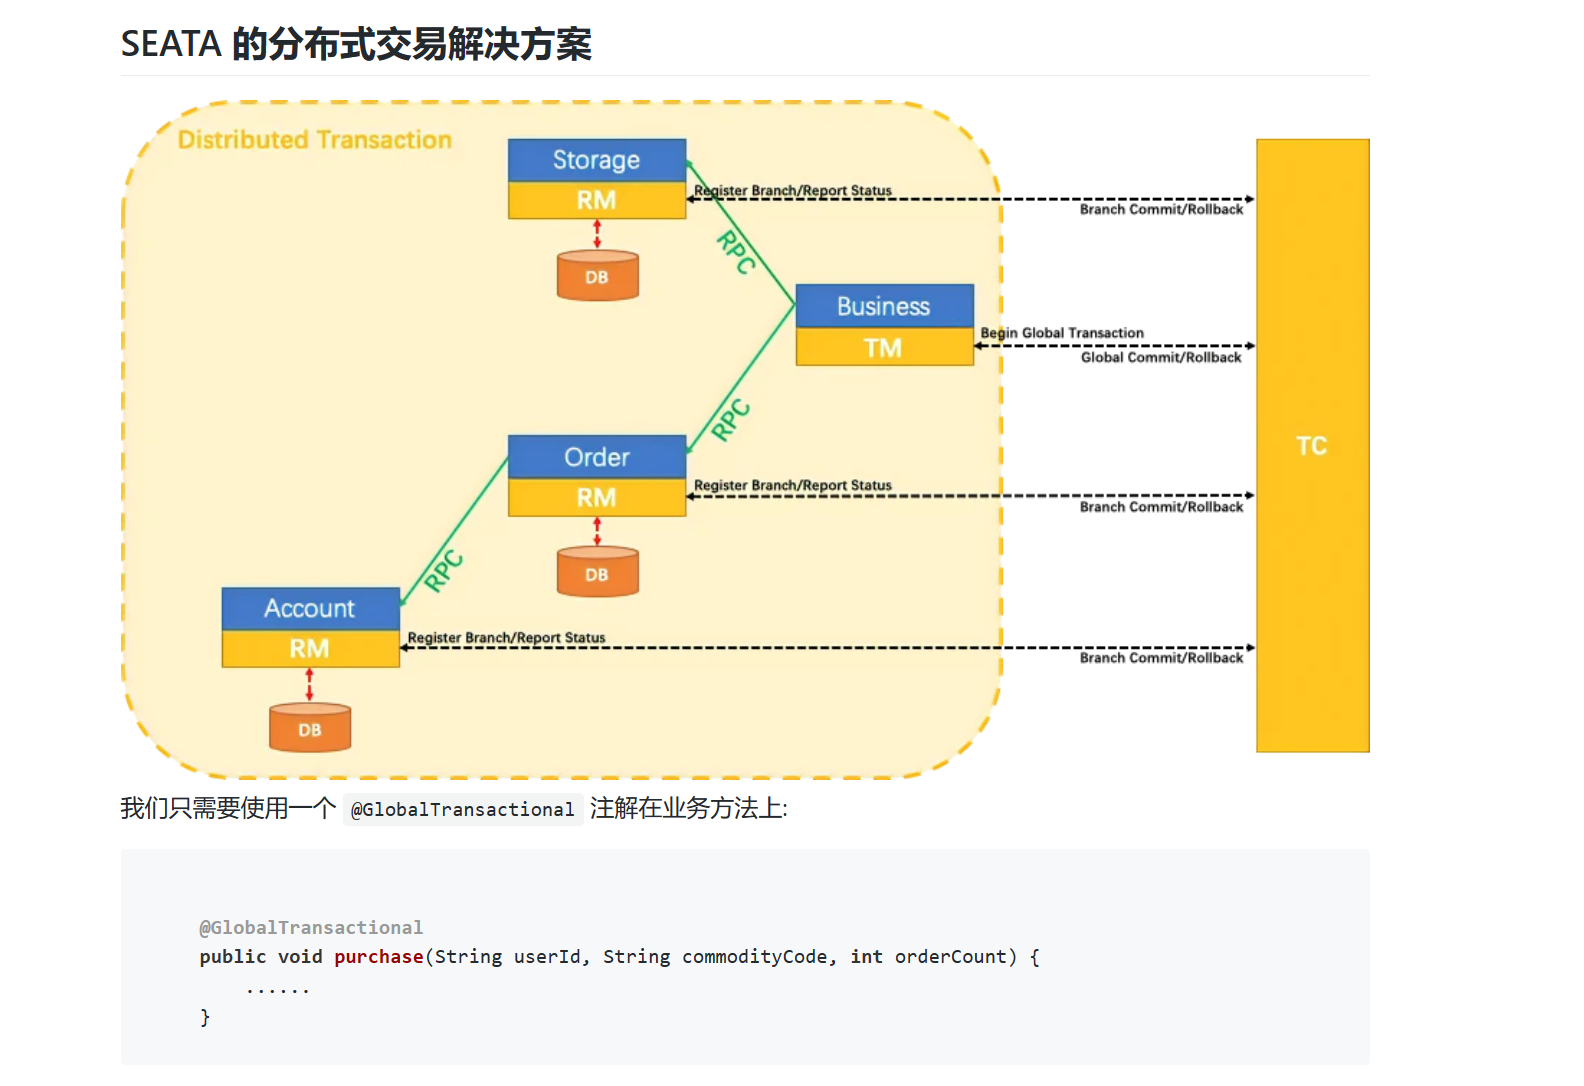 SEATA 的分布式交易解决方案
Distributed Transaction
Storage
RM
Register Branch/Report Status
Branch Commit/Rollback
RPC
DB
Business
TM
Begin Global Transaction
Global Commit/Rollback
TC
RPC
Order
RM
Register Branch/Report Status
Branch Commit/Rollback
RPC
DB
Account
RM
Register Branch/Report Status
Branch Commit/Rollback
DB
我们只需要使用一个 @GlobalTransactional 注解在业务方法上:
@GlobalTransactional
public void purchase(String userId, String commodityCode, int orderCount) {
......
}